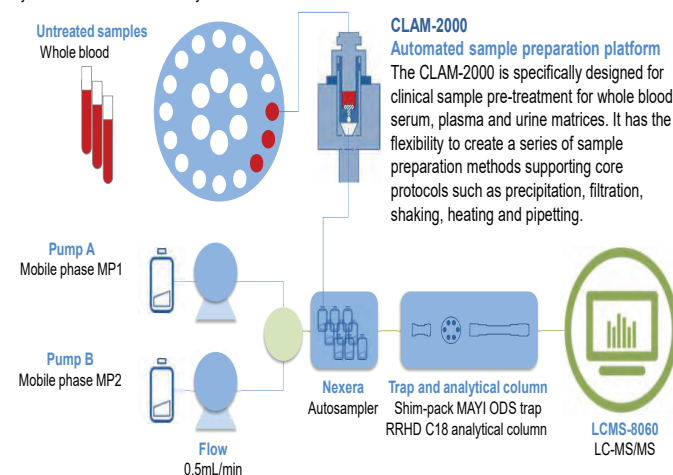 Untreated samples
Whole blood
CLAM-2000
Automated sample preparation platform
The CLAM-2000 is specifically designed for
clinical sample pre-treatment for whole blood
serum, plasma and urine matrices. It has the
flexibility to create a series of sample
preparation methods supporting core
protocols such as precipitation, filtration,
shaking, heating and pipetting.
Pump A
Mobile phase MP1
Pump B
Mobile phase MP2
Flow
0.5mL/min
Nexera
Autosampler
Trap and analytical column
Shim-pack MAYI ODS trap
RRHD C18 analytical column
LCMS-8060
LC-MS/MS